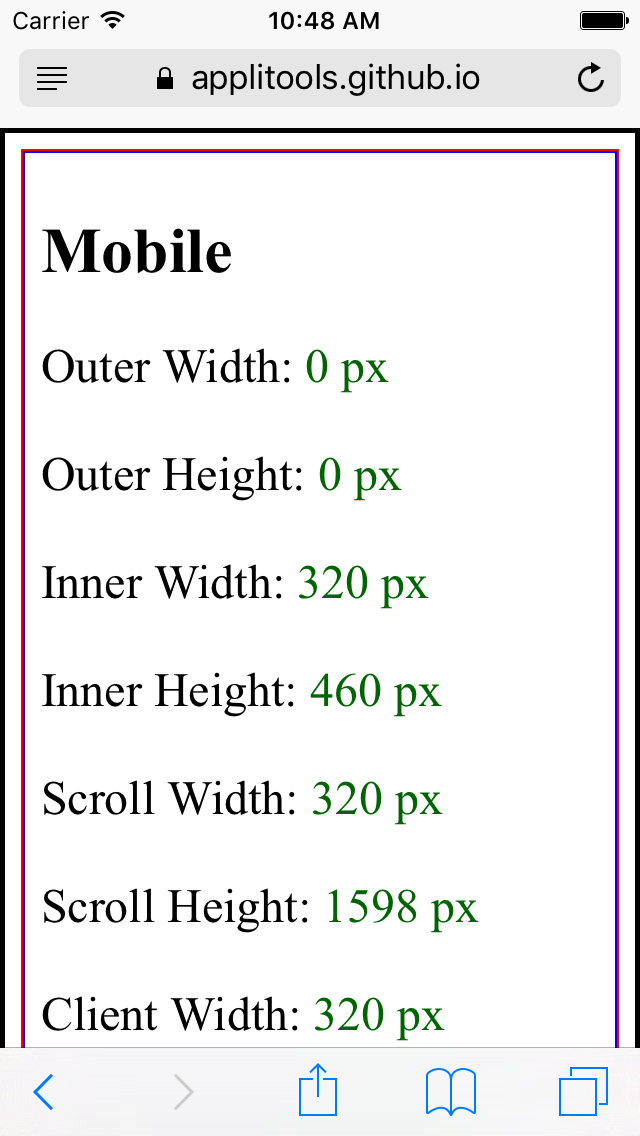 Carrier 10:48 AM
applitools.github.io
Mobile
Outer Width: 0 px
Outer Height: 0 px
Inner Width: 320 px
Inner Height: 460 px
Scroll Width: 320 px
Scroll Height: 1598 px
Client Width: 320 px